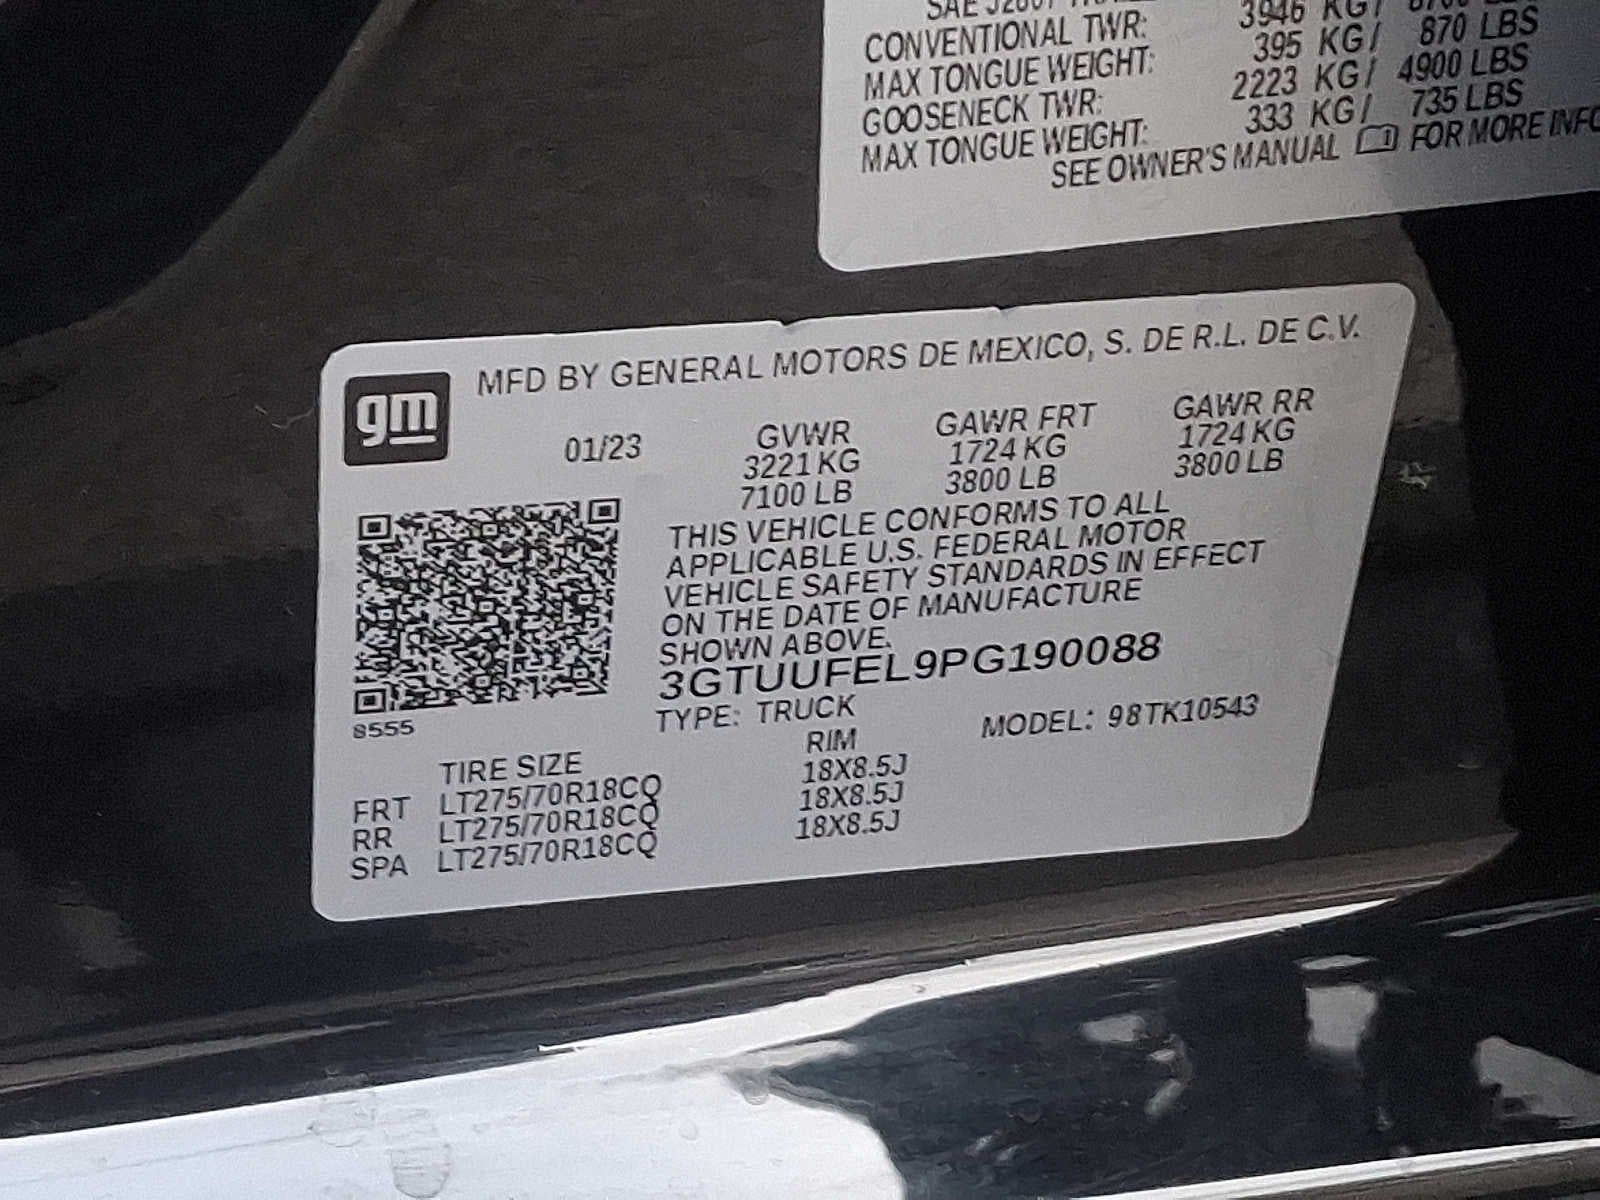 SAE J2807
CONVENTIONAL TWR: 3946 KG/ 8700
MAX TONGUE WEIGHT: 395 KG/ 870 LBS
GOOSENECK TWR: 2223 KG/ 4900 LBS
MAX TONGUE WEIGHT: 333 KG/ 735 LBS
SEE OWNER'S MANUAL FOR MORE INFO
gm
MFD BY GENERAL MOTORS DE MEXICO, S. DE R.L. DE C.V.
01/23 GVWR GAWR FRT GAWR RR
3221 KG 1724 KG 1724 KG
7100 LB 3800 LB 3800 LB
THIS VEHICLE CONFORMS TO ALL
APPLICABLE U.S. FEDERAL MOTOR
VEHICLE SAFETY STANDARDS IN EFFECT
ON THE DATE OF MANUFACTURE
SHOWN ABOVE.
3GTUUFEL9PG190088
8555
TYPE: TRUCK MODEL: 98TK10543
TIRE SIZE RIM
FRT LT275/70R18CQ 18X8.5J
RR LT275/70R18CQ 18X8.5J
SPA LT275/70R18CQ 18X8.5J